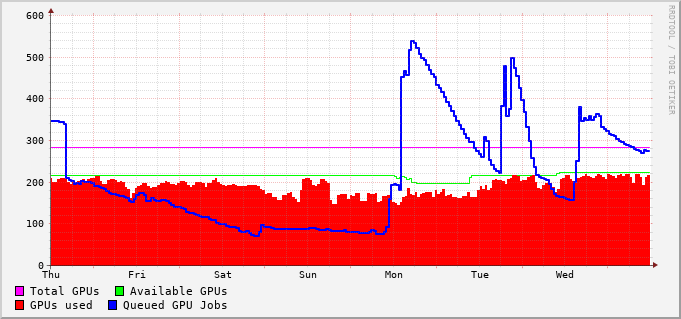 600
500
400
300
200
100
0
Thu Fri Sat Sun Mon Tue Wed
Total GPUs Available GPUs
GPUs used Queued GPU Jobs
RRDTOOL / TOBI OETIKER